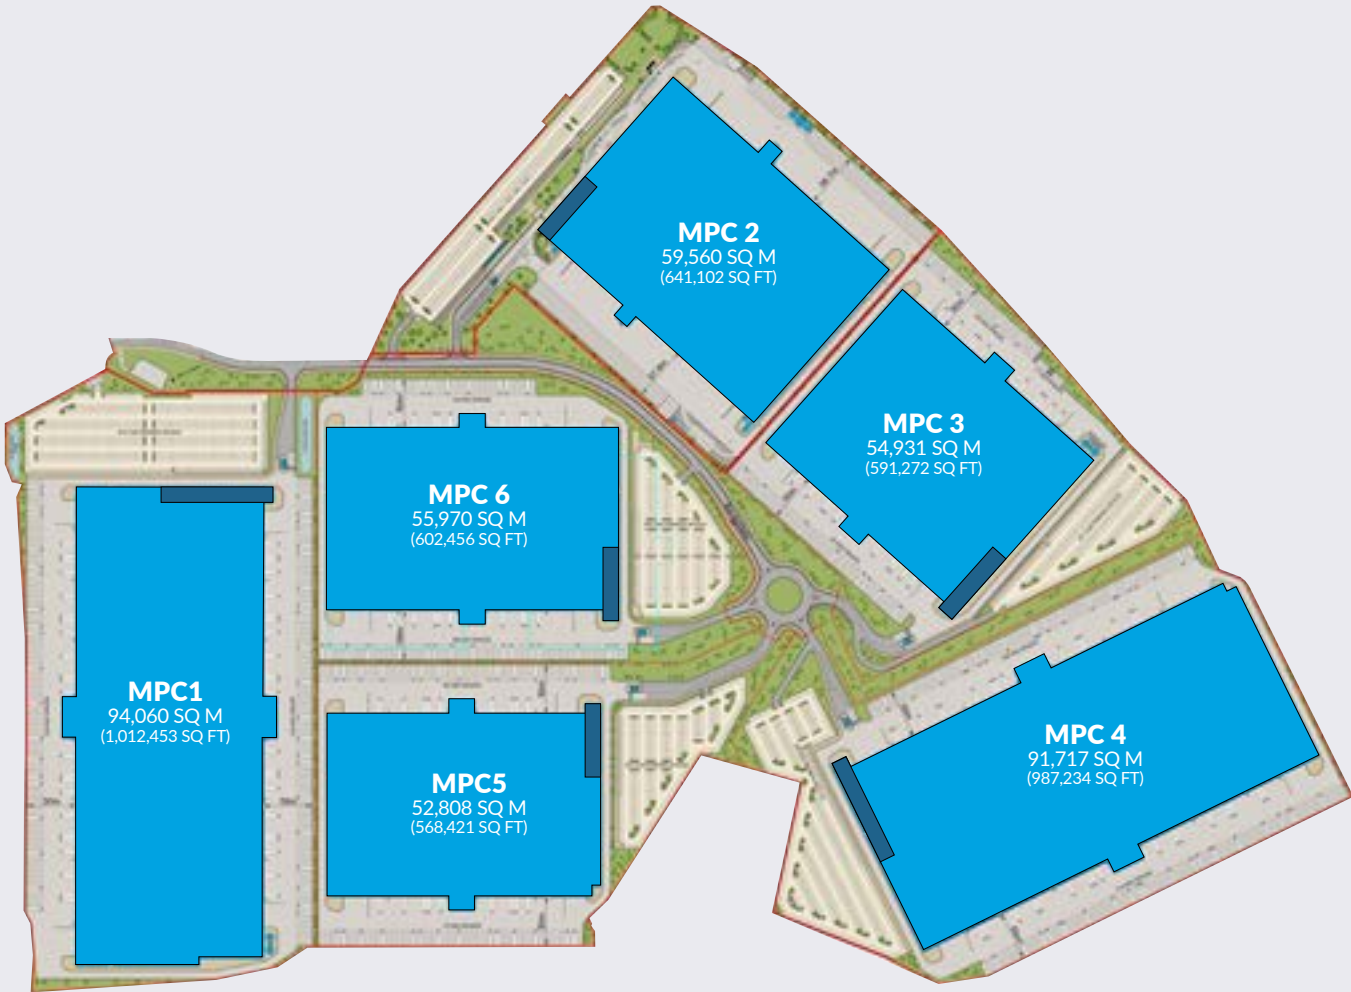 MPC 2
59,560 SQ M
(641,102 SQ FT)
MPC 3
54,931 SQ M
(591,272 SQ FT)
MPC 6
55,970 SQ M
(602,456 SQ FT)
MPC1
94,060 SQ M
(1,012,453 SQ FT)
MPC 4
91,717 SQ M
(987,234 SQ FT)
MPC5
52,808 SQ M
(568,421 SQ FT)